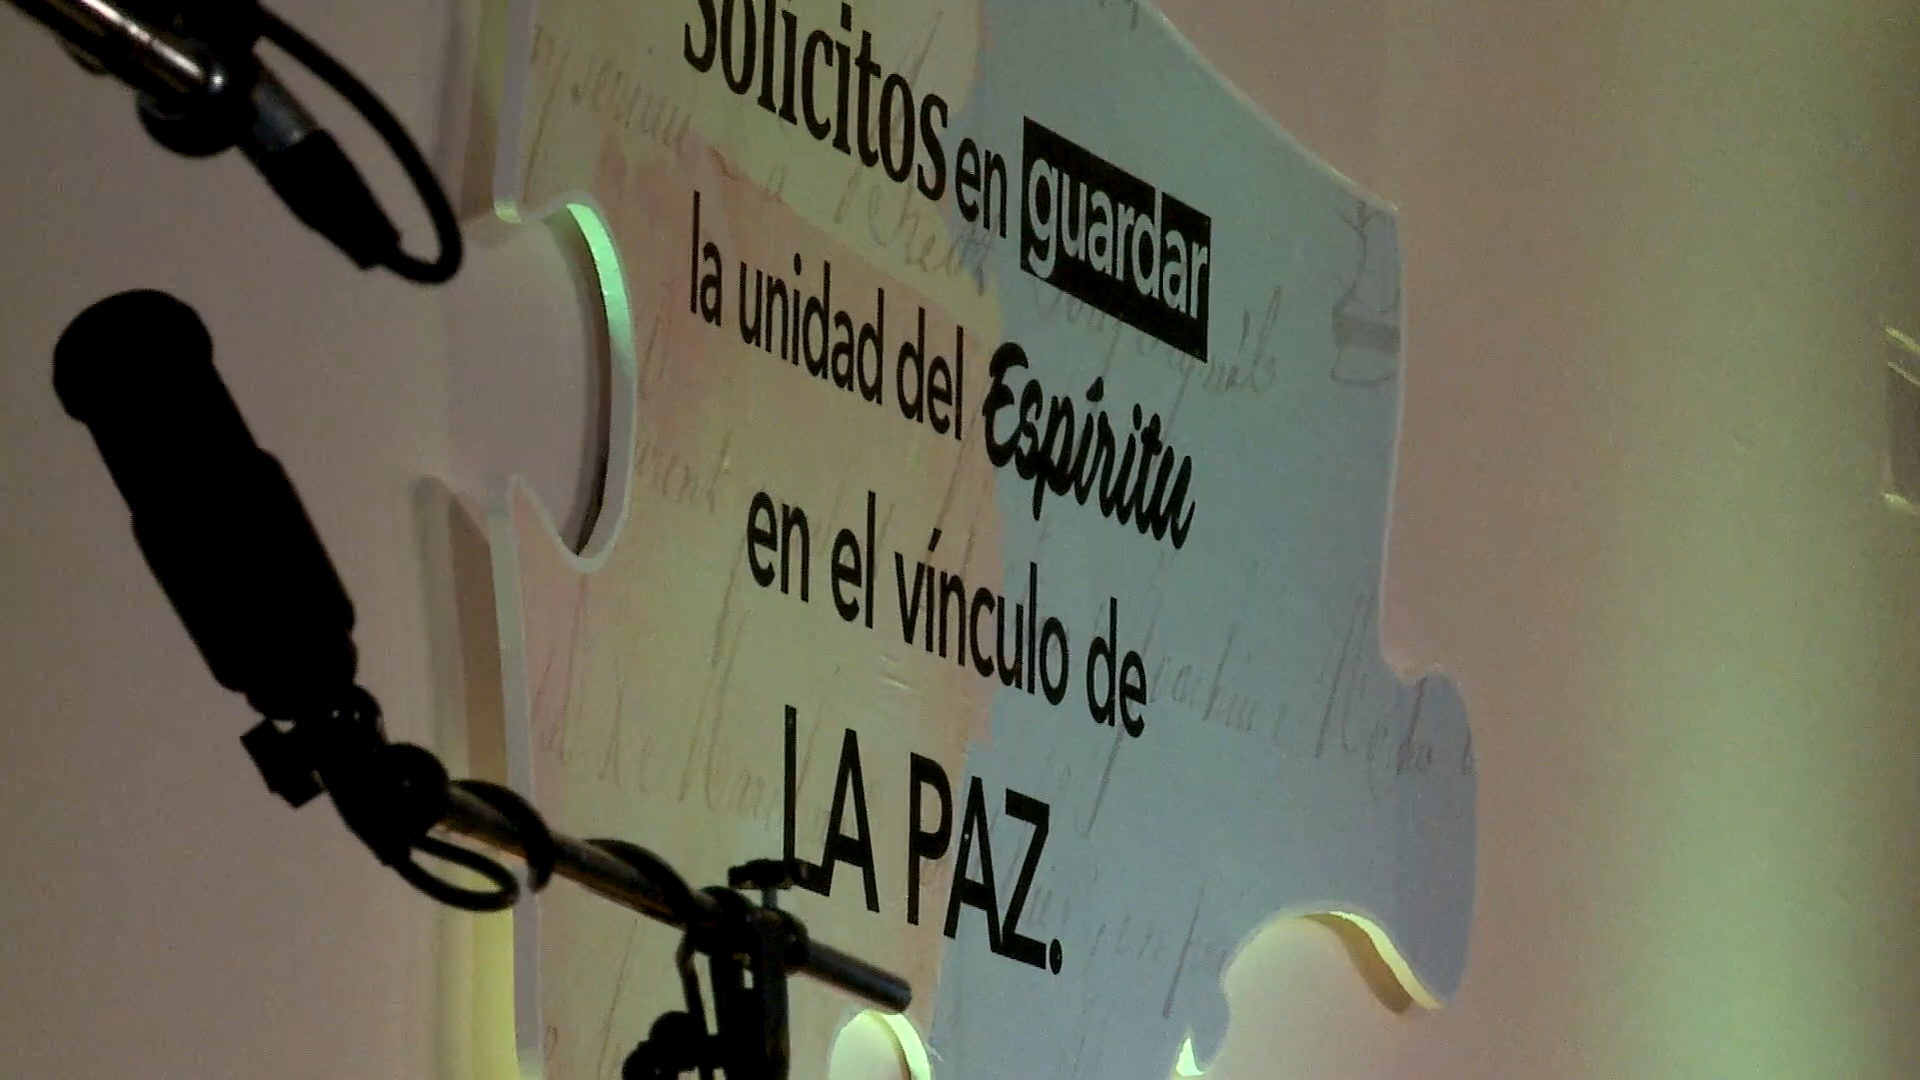 Solícitos en guardar
la unidad del Espíritu
en el vínculo de
LA PAZ.